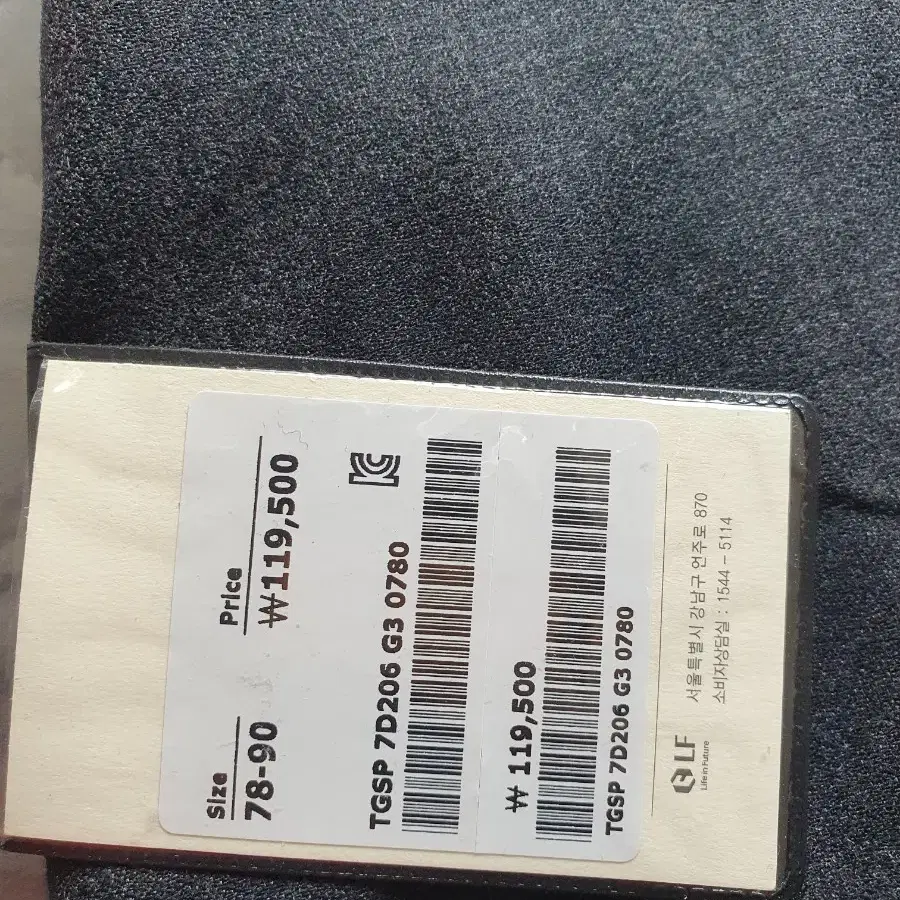 Size
78-90
Price
₩119,500
TGSP 7D206 G3 0780
₩ 119,500
TGSP 7D206 G3 0780
LF
Life in Future
서울특별시 강남구 언주로 870
소비자상담실 : 1544 - 5114